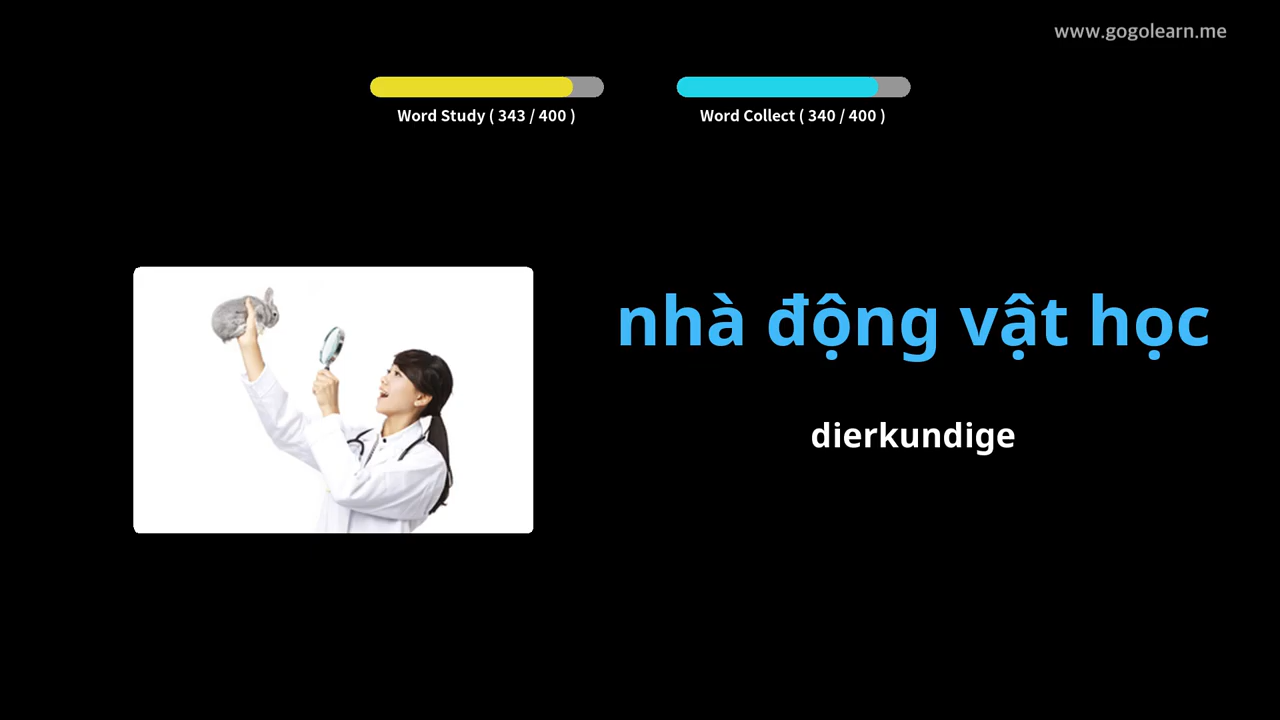 www.gogolearn.me
Word Study ( 343 / 400 )
Word Collect ( 340 / 400 )
nhà động vật học
dierkundige